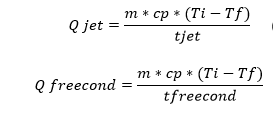 Q jet = m * cp * (Ti − Tf) / tjet
Q freecond = m * cp * (Ti − Tf) / tfreecond